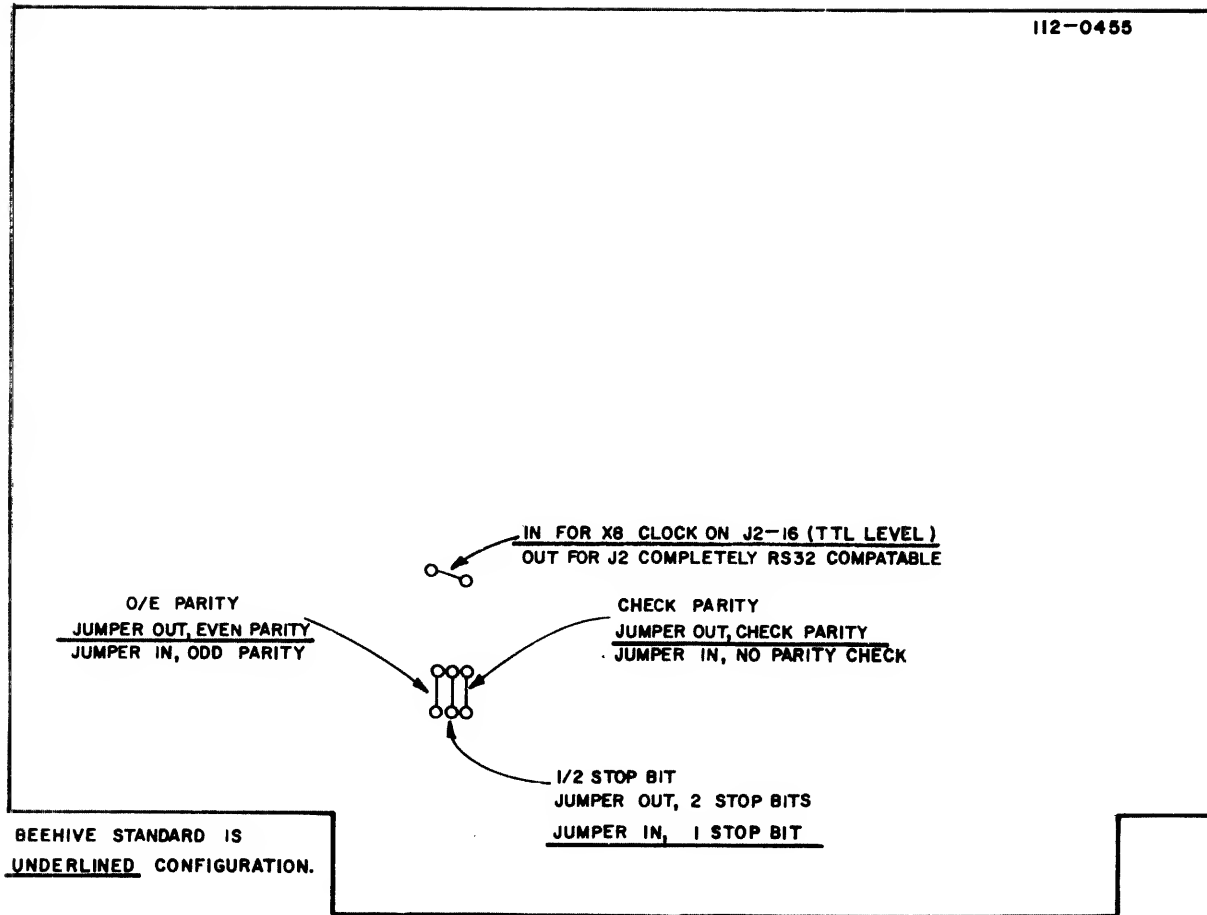 112-0455
IN FOR X8 CLOCK ON J2-16 (TTL LEVEL)
OUT FOR J2 COMPLETELY RS32 COMPATABLE
O/E PARITY
JUMPER OUT, EVEN PARITY
JUMPER IN, ODD PARITY
CHECK PARITY
JUMPER OUT, CHECK PARITY
JUMPER IN, NO PARITY CHECK
1/2 STOP BIT
JUMPER OUT, 2 STOP BITS
JUMPER IN, 1 STOP BIT
BEEHIVE STANDARD IS
UNDERLINED CONFIGURATION.